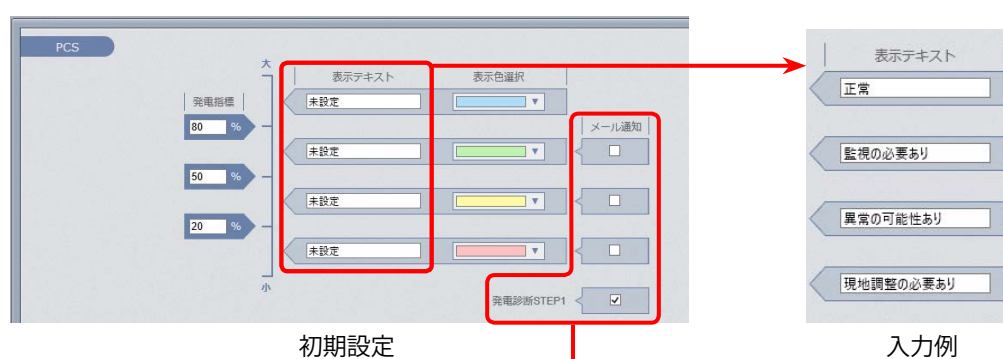 PCS
大
表示テキスト 表示色選択
発電指標
未設定
80 %
メール通知
未設定
50 %
未設定
20 %
未設定
小
発電診断STEP1
初期設定
表示テキスト
正常
監視の必要あり
異常の可能性あり
現地調整の必要あり
入力例